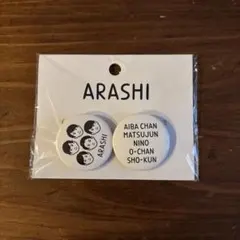 ARASHI
ARASHI
AIBA CHAN
MATSUJUN
NINO
O-CHAN
SHO-KUN